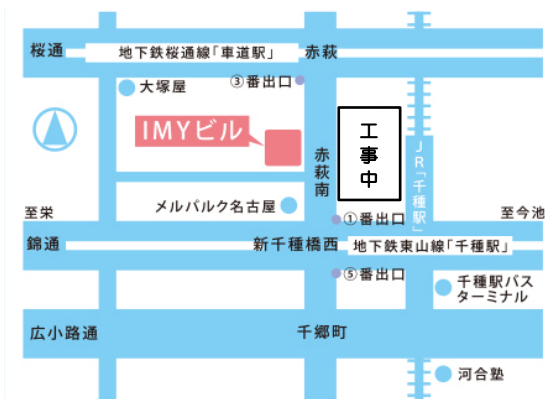 桜通
地下鉄桜通線「車道駅」
赤萩
大塚屋
③番出口
IMYビル
工事中
赤萩南
JR「千種駅」
メルパルク名古屋
至栄
①番出口
至今池
錦通
新千種橋西
地下鉄東山線「千種駅」
⑤番出口
千種駅バス
ターミナル
広小路通
千郷町
河合塾